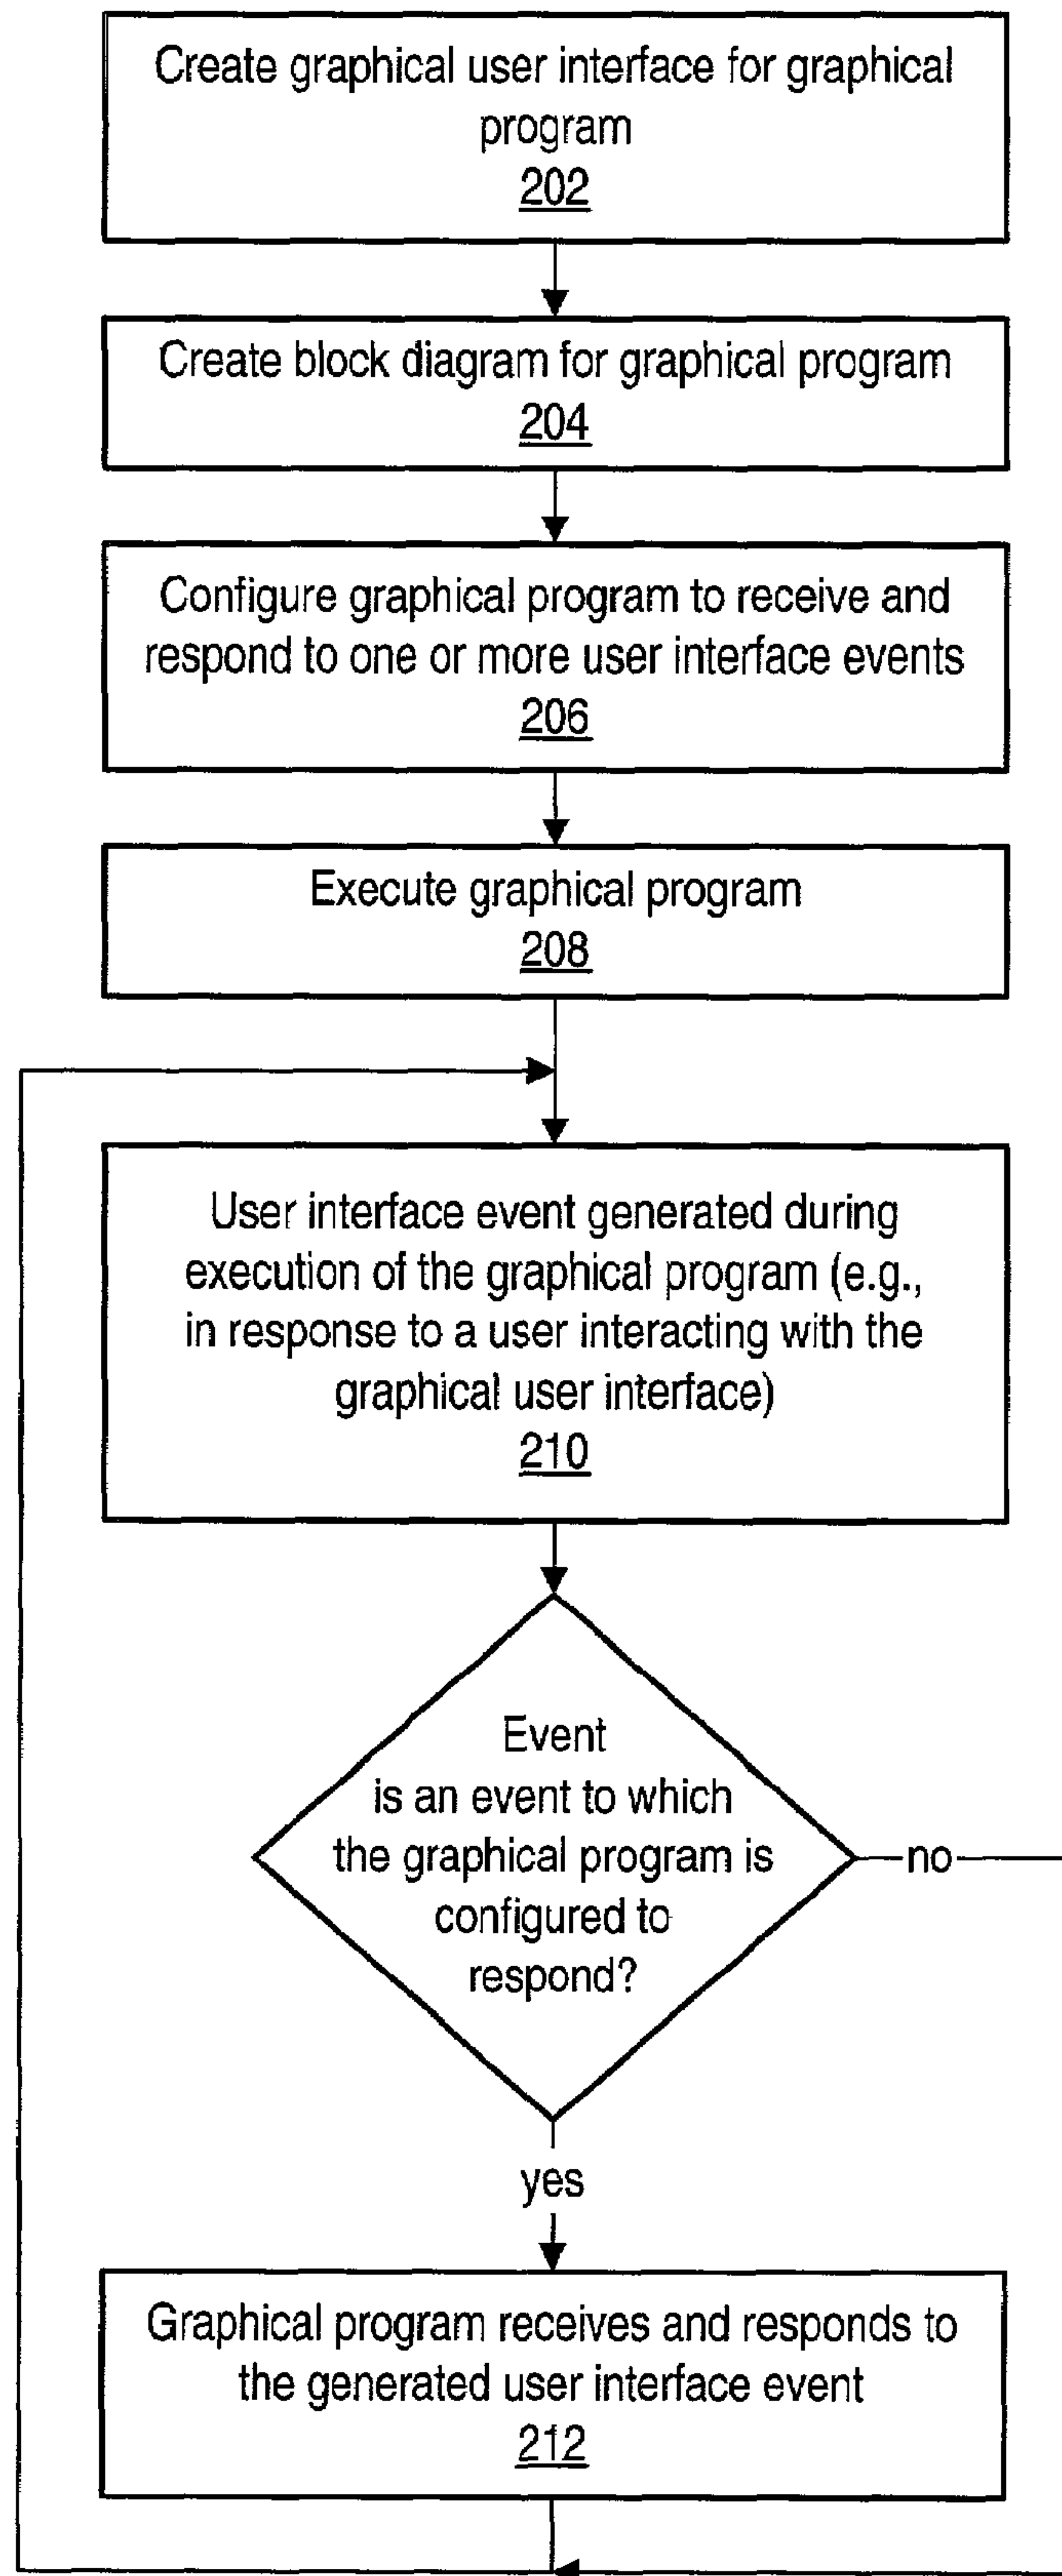 Create graphical user interface for graphical
program
202
Create block diagram for graphical program
204
Configure graphical program to receive and
respond to one or more user interface events
206
Execute graphical program
208
User interface event generated during
execution of the graphical program (e.g.,
in response to a user interacting with the
graphical user interface)
210
Event
is an event to which
the graphical program is
configured to
respond?
no
yes
Graphical program receives and responds to
the generated user interface event
212